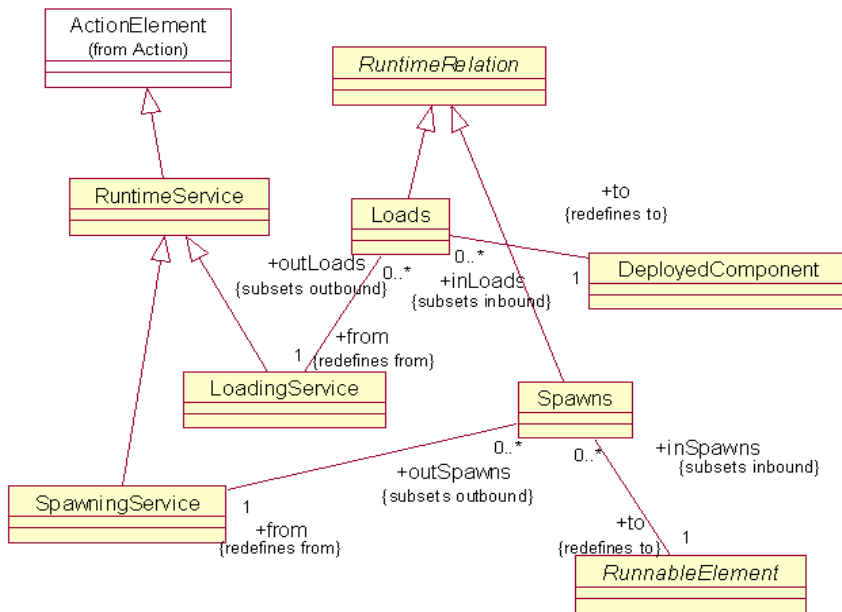 ActionElement
(from Action)
RuntimeRelation
RuntimeService
+to
{redefines to}
Loads
+outLoads
{subsets outbound}
0..*
0..*
+inLoads
{subsets inbound}
1
DeployedComponent
+from
{redefines from}
1
LoadingService
Spawns
0..*
0..*
+inSpawns
{subsets inbound}
+outSpawns
{subsets outbound}
SpawningService
1
+from
{redefines from}
+to
{redefines to}
1
RunnableElement